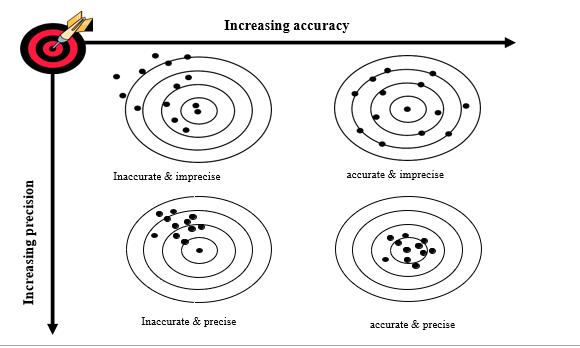 Increasing accuracy
Inaccurate & imprecise
accurate & imprecise
Increasing precision
Inaccurate & precise
accurate & precise